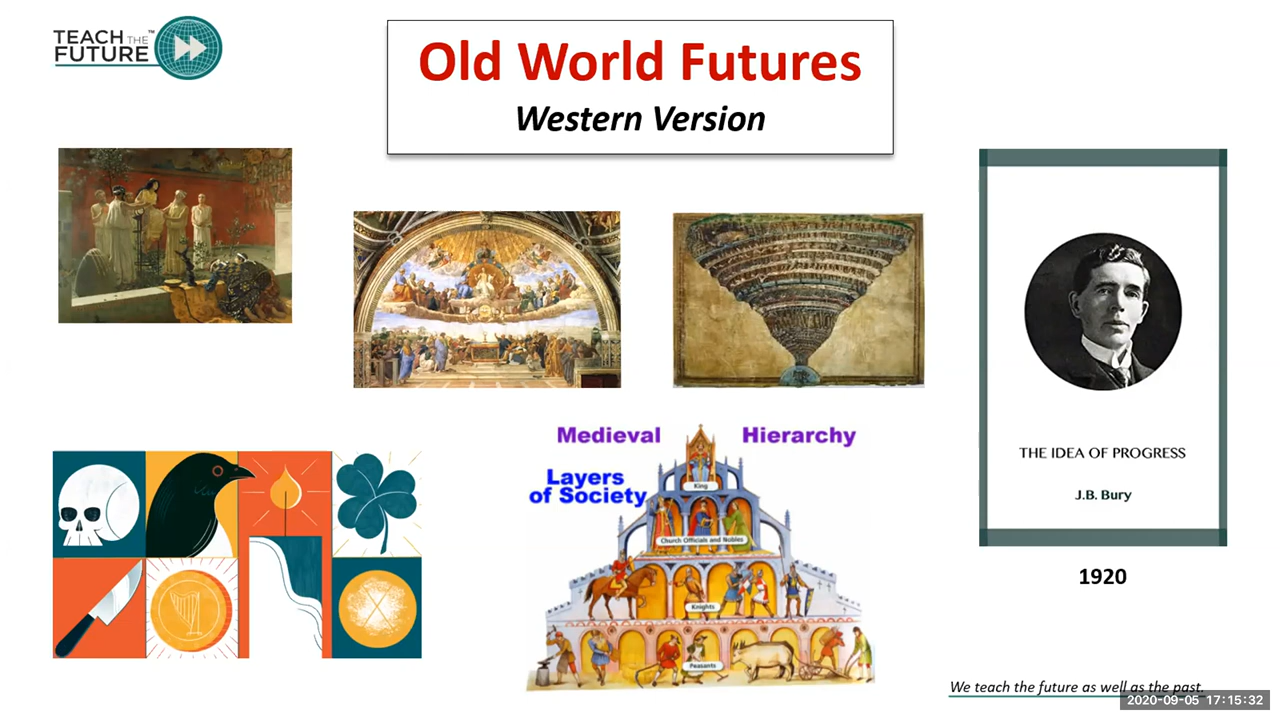 TEACH THE
FUTURE™
Old World Futures
Western Version
Medieval Hierarchy
Layers
of Society
King
Church Officials and Nobles
Knights
Peasants
THE IDEA OF PROGRESS
J.B. Bury
1920
We teach the future as well as the past.
2020-09-05 17:15:32